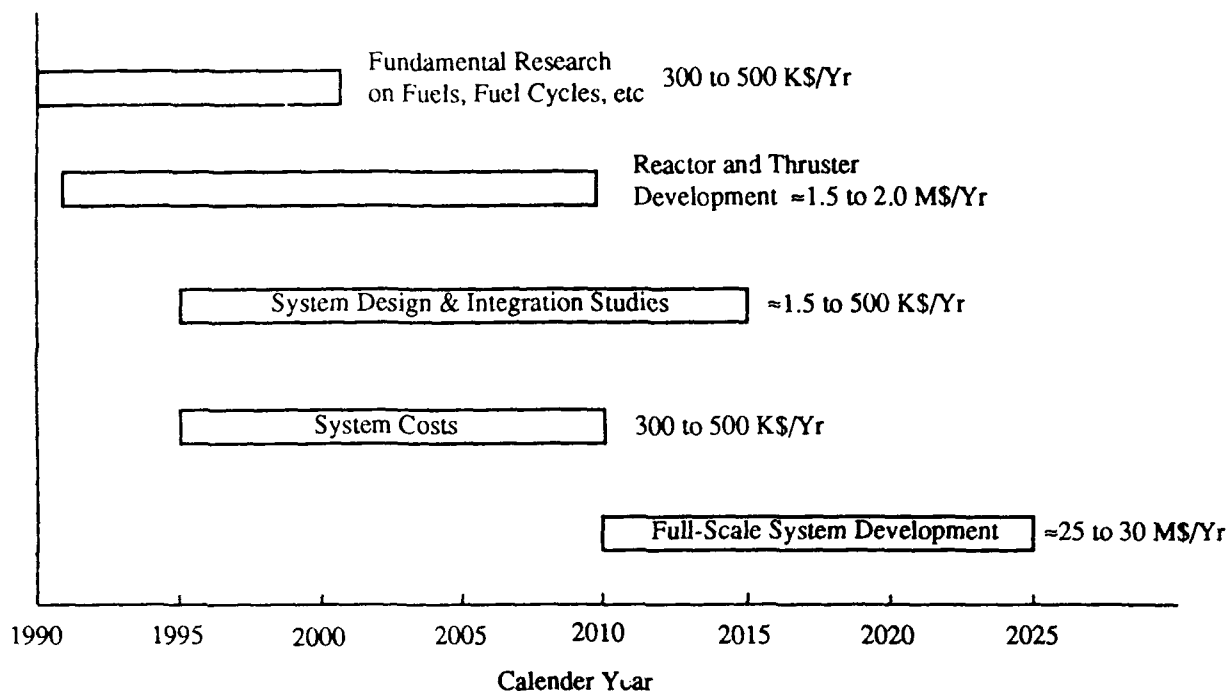 Fundamental Research
on Fuels, Fuel Cycles, etc 300 to 500 K$/Yr
Reactor and Thruster
Development ≈1.5 to 2.0 M$/Yr
System Design & Integration Studies ≈1.5 to 500 K$/Yr
System Costs 300 to 500 K$/Yr
Full-Scale System Development ≈25 to 30 M$/Yr
1990 1995 2000 2005 2010 2015 2020 2025
Calender Year